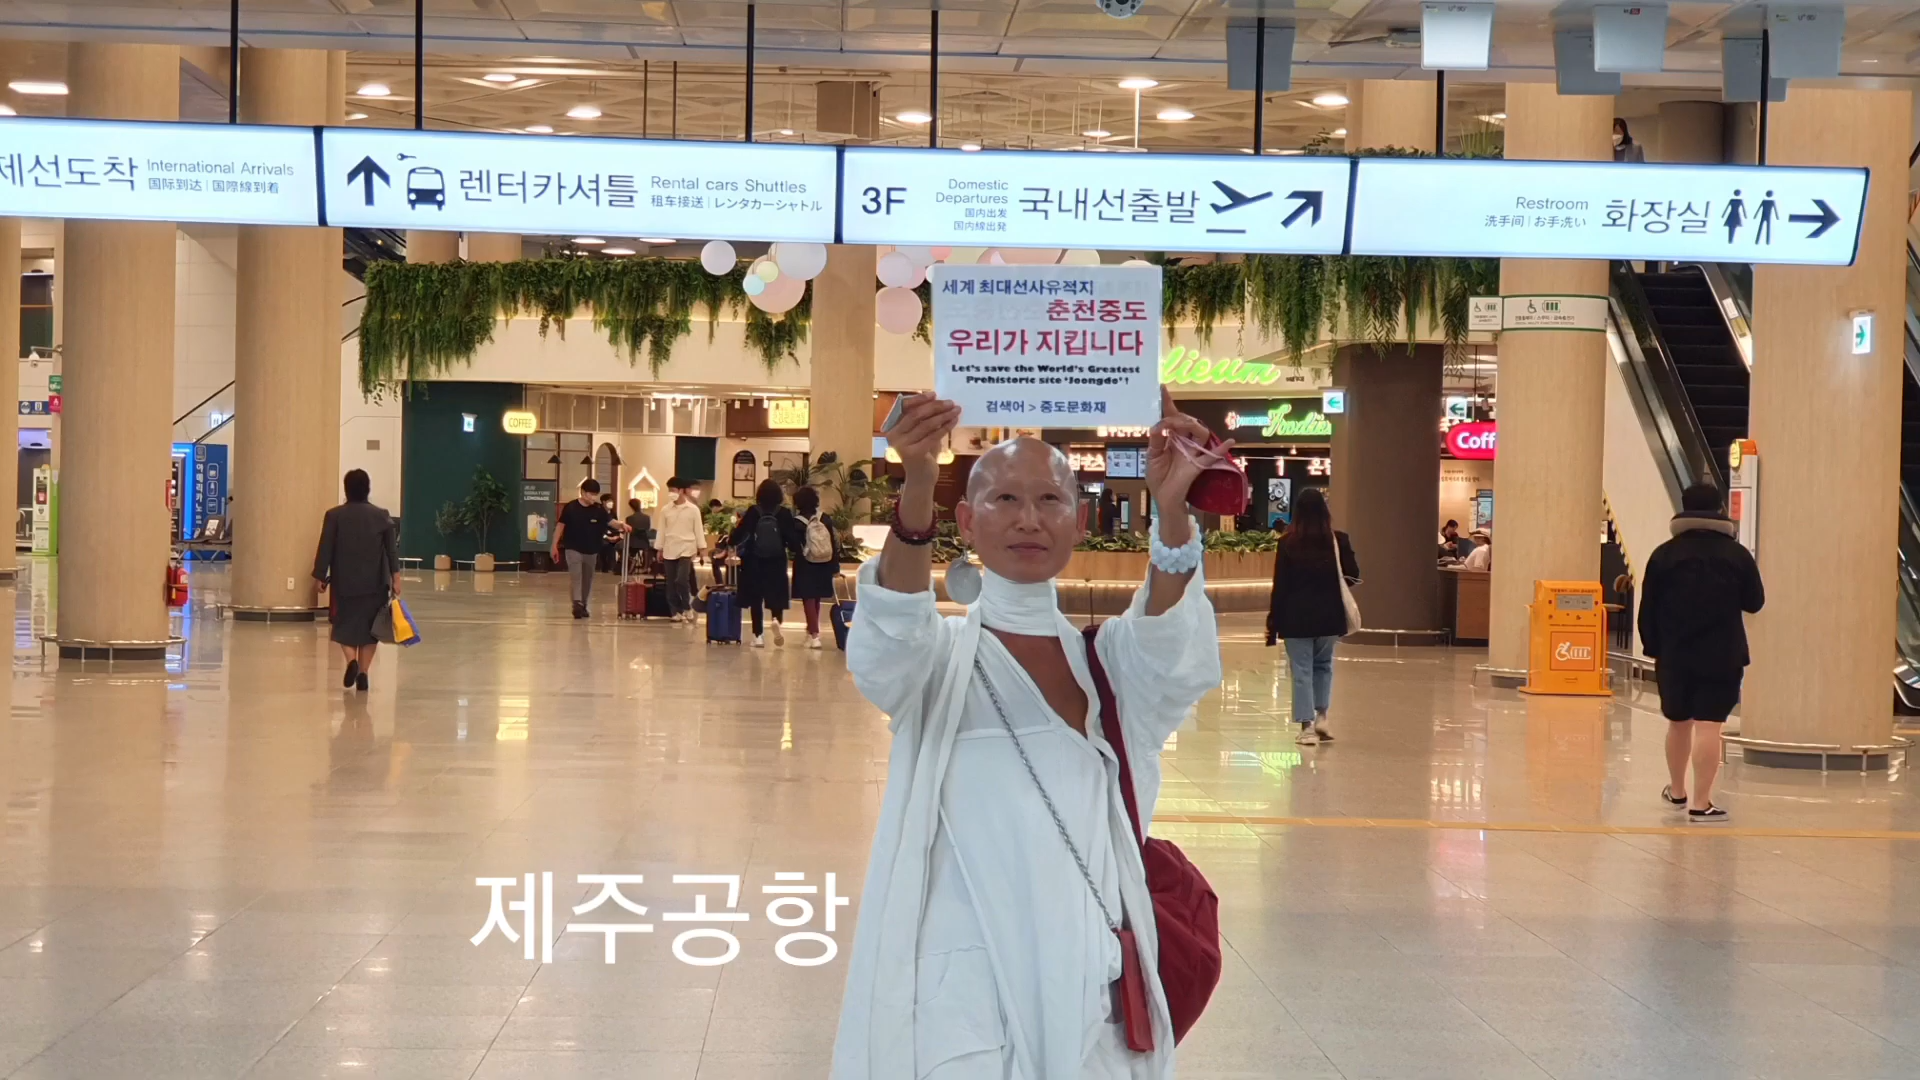 제선도착
International Arrivals
国际到达 | 国際線到着
렌터카셔틀
Rental cars Shuttles
租车接送 | レンタカーシャトル
3F
Domestic
Departures
国内出发
国内線出発
국내선출발
Restroom
洗手间 | お手洗い
화장실
세계 최대선사유적지
춘천중도
우리가 지킵니다
Let's save the World's Greatest
Prehistoric site 'Joongdo'!
검색어 > 중도문화재
COFFEE
Coff
제주공항